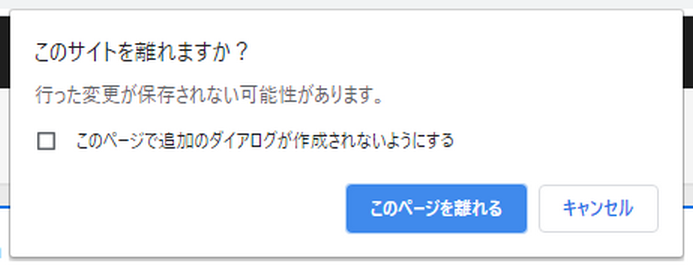 このサイトを離れますか？
行った変更が保存されない可能性があります。
このページで追加のダイアログが作成されないようにする
このページを離れる
キャンセル